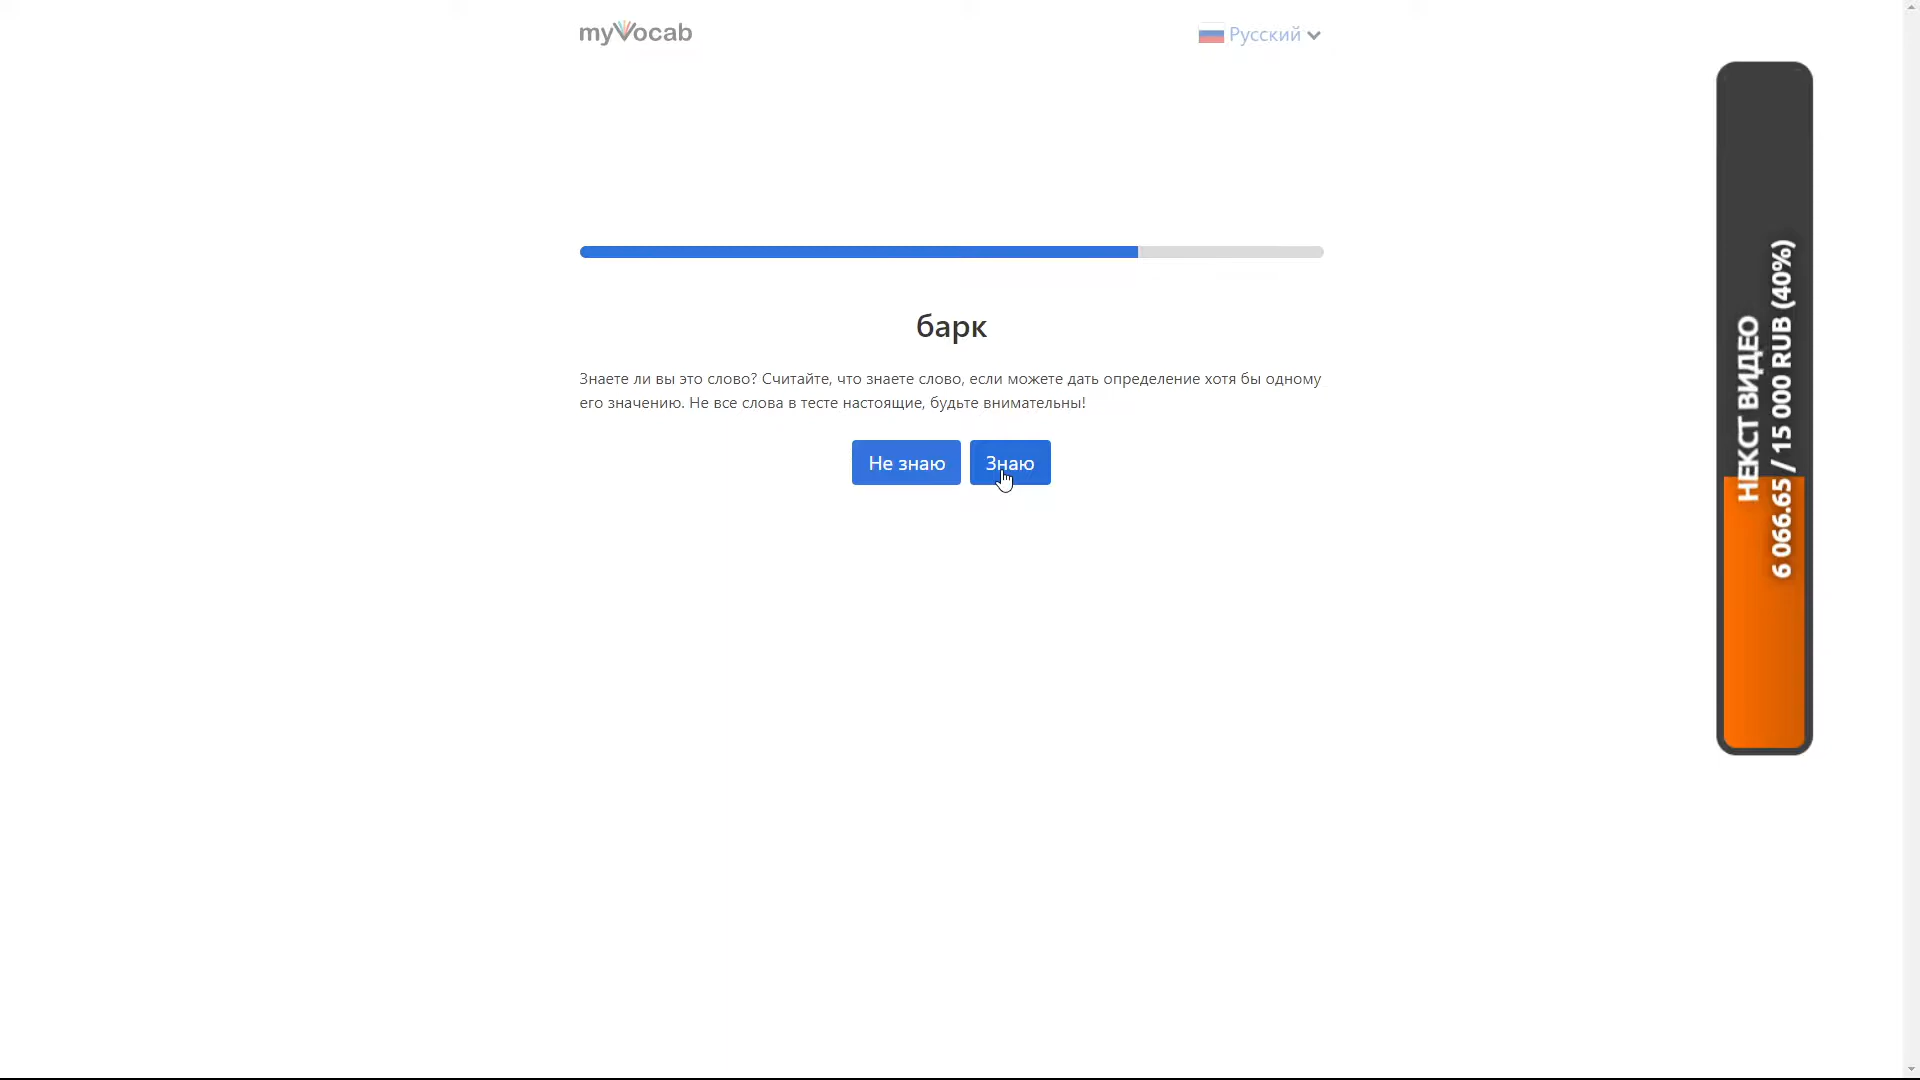 myVocab
Русский
барк
Знаете ли вы это слово? Считайте, что знаете слово, если можете дать определение хотя бы одному
его значению. Не все слова в тесте настоящие, будьте внимательны!
Не знаю
Знаю
НЕКСТ ВИДЕО
6 066.65 / 15 000 RUB (40%)